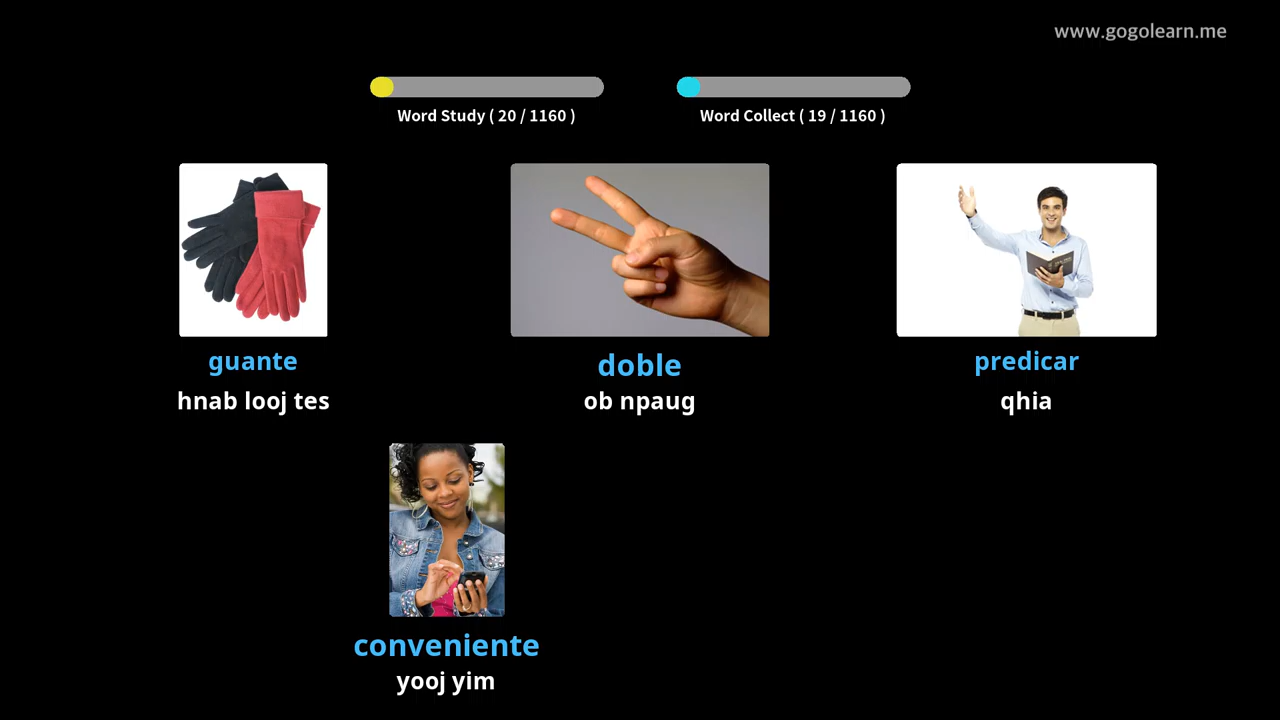 www.gogolearn.me
Word Study ( 20 / 1160 )
Word Collect ( 19 / 1160 )
guante
hnab looj tes
doble
ob npaug
predicar
qhia
conveniente
yooj yim